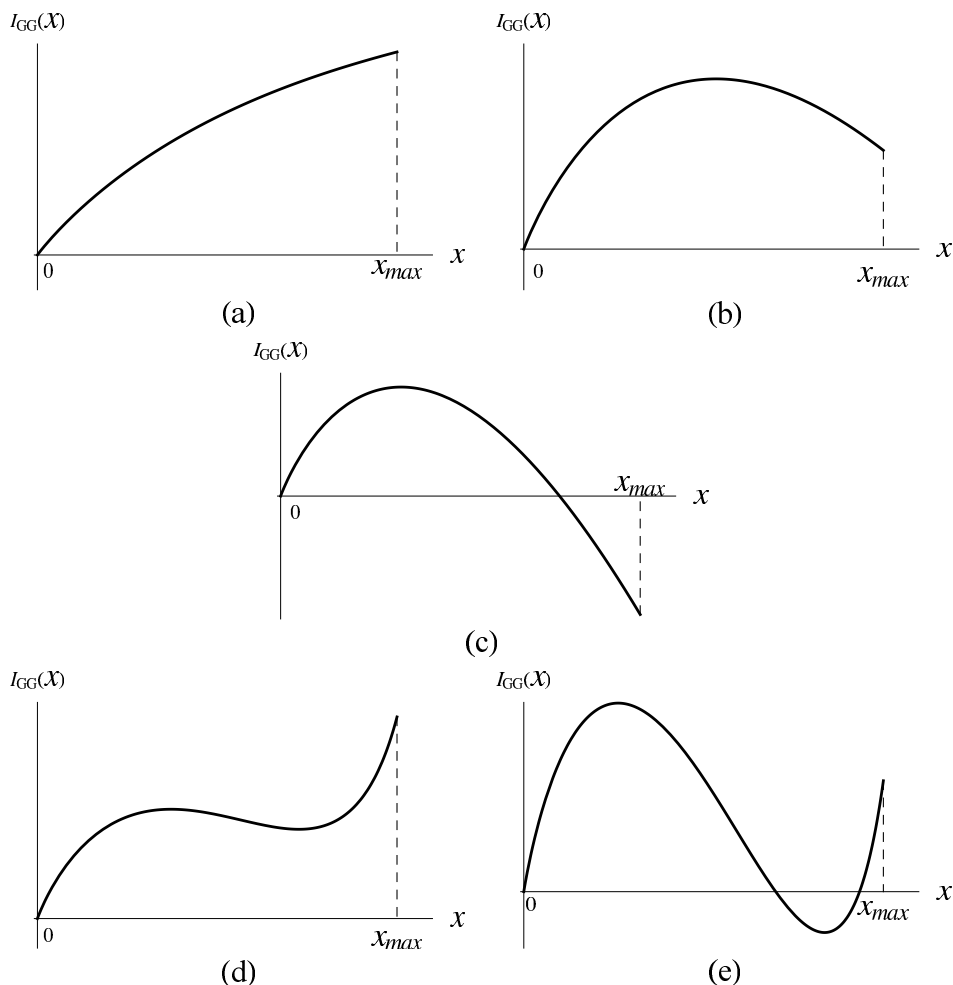 I_GG(x)
I_GG(x)
0
x_max
x
0
x_max
x
(a)
(b)
I_GG(x)
x_max
x
0
(c)
I_GG(x)
I_GG(x)
0
x_max
x
0
x_max
x
(d)
(e)